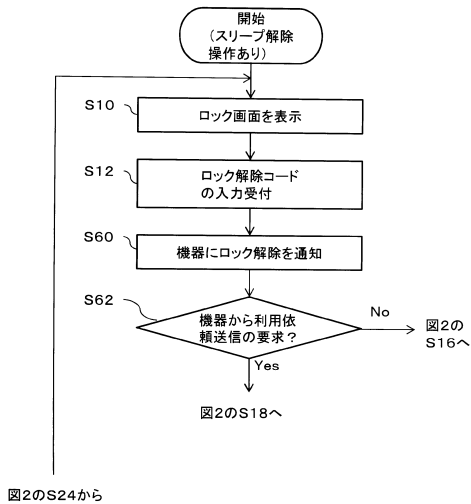 開始
(スリープ解除
操作あり)
S10
ロック画面を表示
S12
ロック解除コード
の入力受付
S60
機器にロック解除を通知
S62
機器から利用依
頼送信の要求?
No
図2の
S16へ
Yes
図2のS18へ
図2のS24から